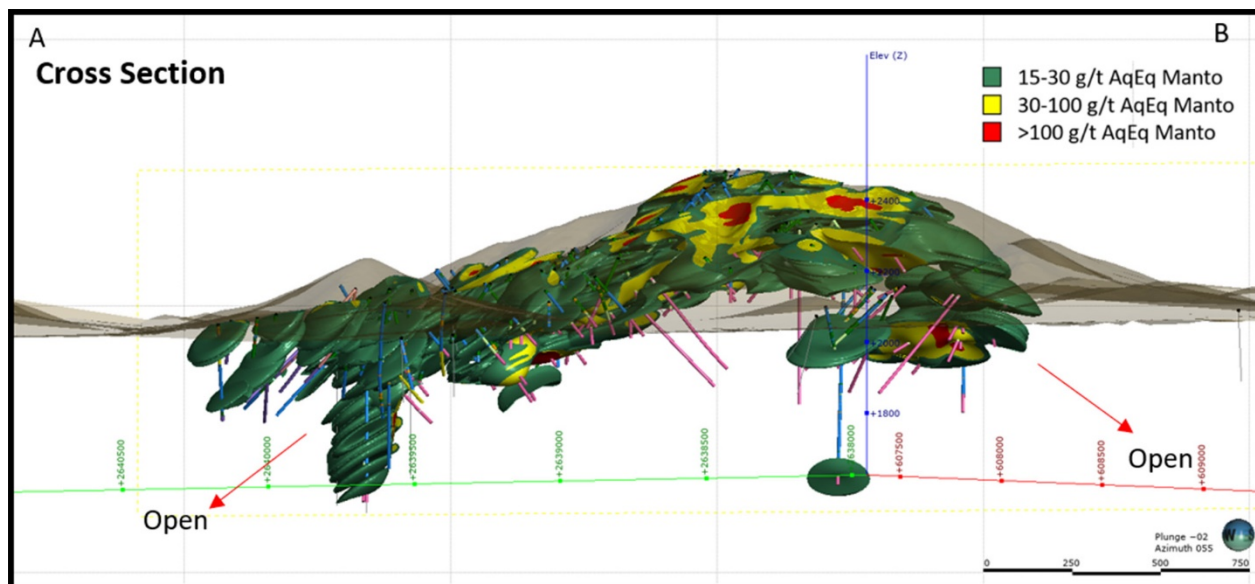 A
B
Cross Section
Elev (Z)
15-30 g/t AqEq Manto
30-100 g/t AqEq Manto
>100 g/t AqEq Manto
+2400
+2000
+1800
+2640500
+2640000
+2639500
+2639000
+2638500
+607500
+608000
+608500
+609000
Open
Open
Plunge −02
Azimuth 055
0 250 500 750